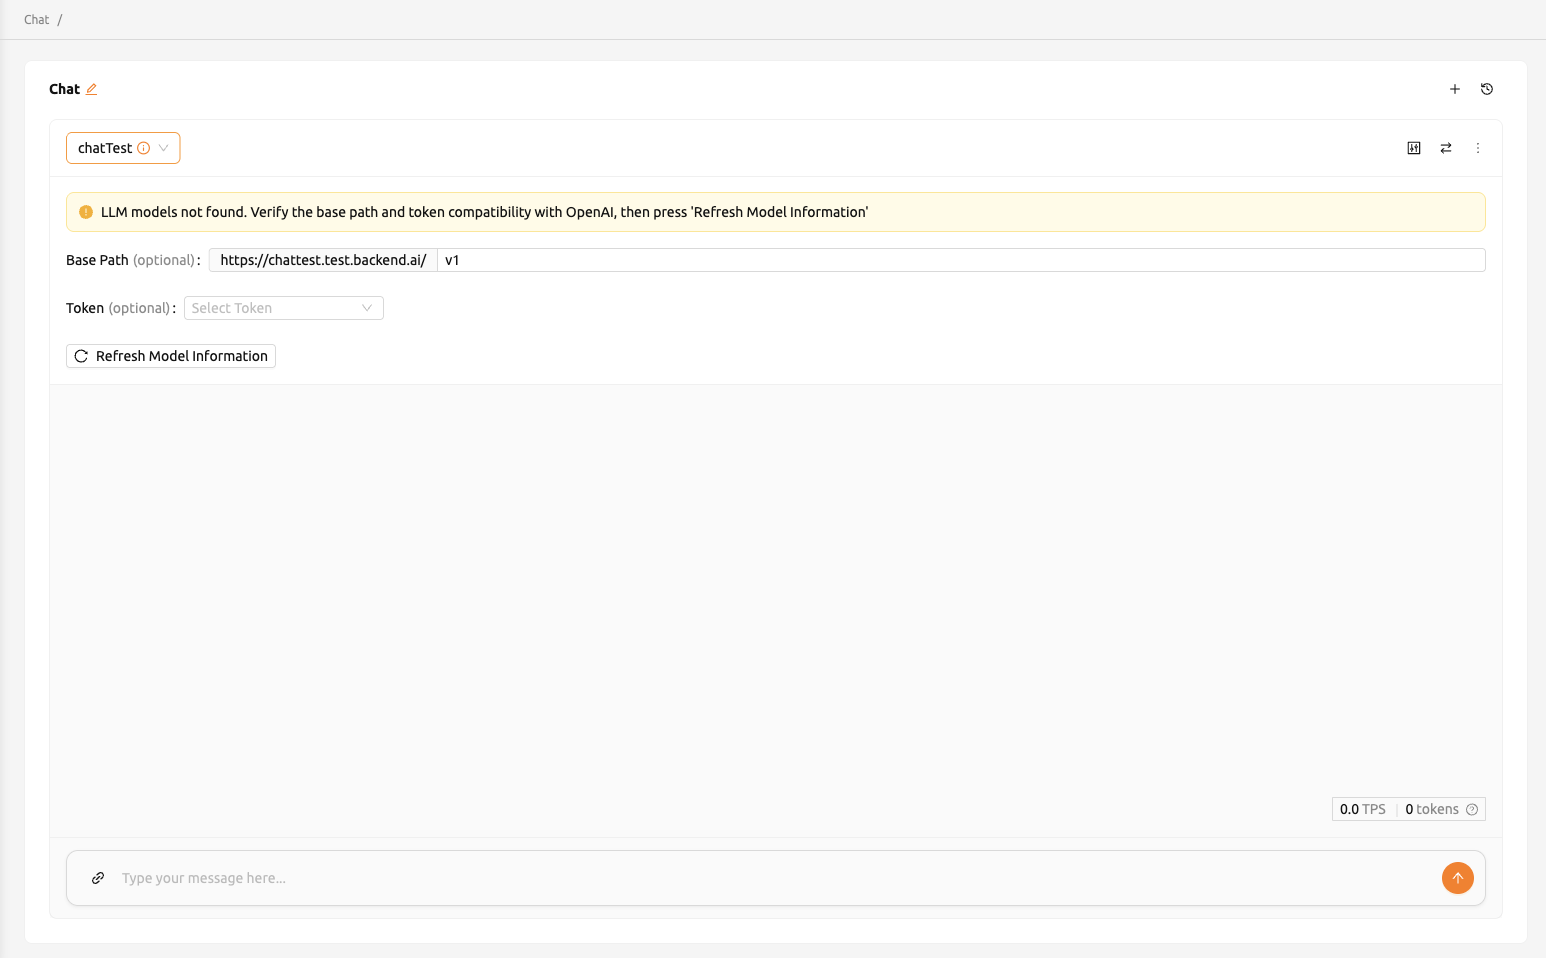 Chat /
Chat
chatTest
LLM models not found. Verify the base path and token compatibility with OpenAI, then press 'Refresh Model Information'
Base Path (optional) : https://chattest.test.backend.ai/ v1
Token (optional) : Select Token
Refresh Model Information
0.0 TPS 0 tokens
Type your message here...